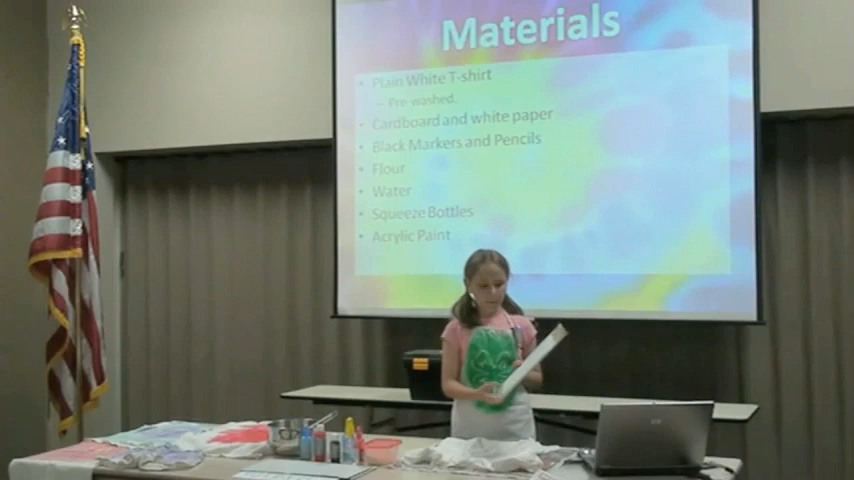 Materials
• Plain White T-shirt
– Pre-washed.
• Cardboard and white paper
• Black Markers and Pencils
• Flour
• Water
• Squeeze Bottles
• Acrylic Paint